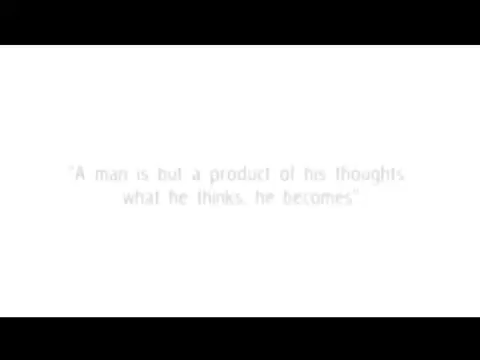 "A man is but a product of his thoughts
what he thinks, he becomes"